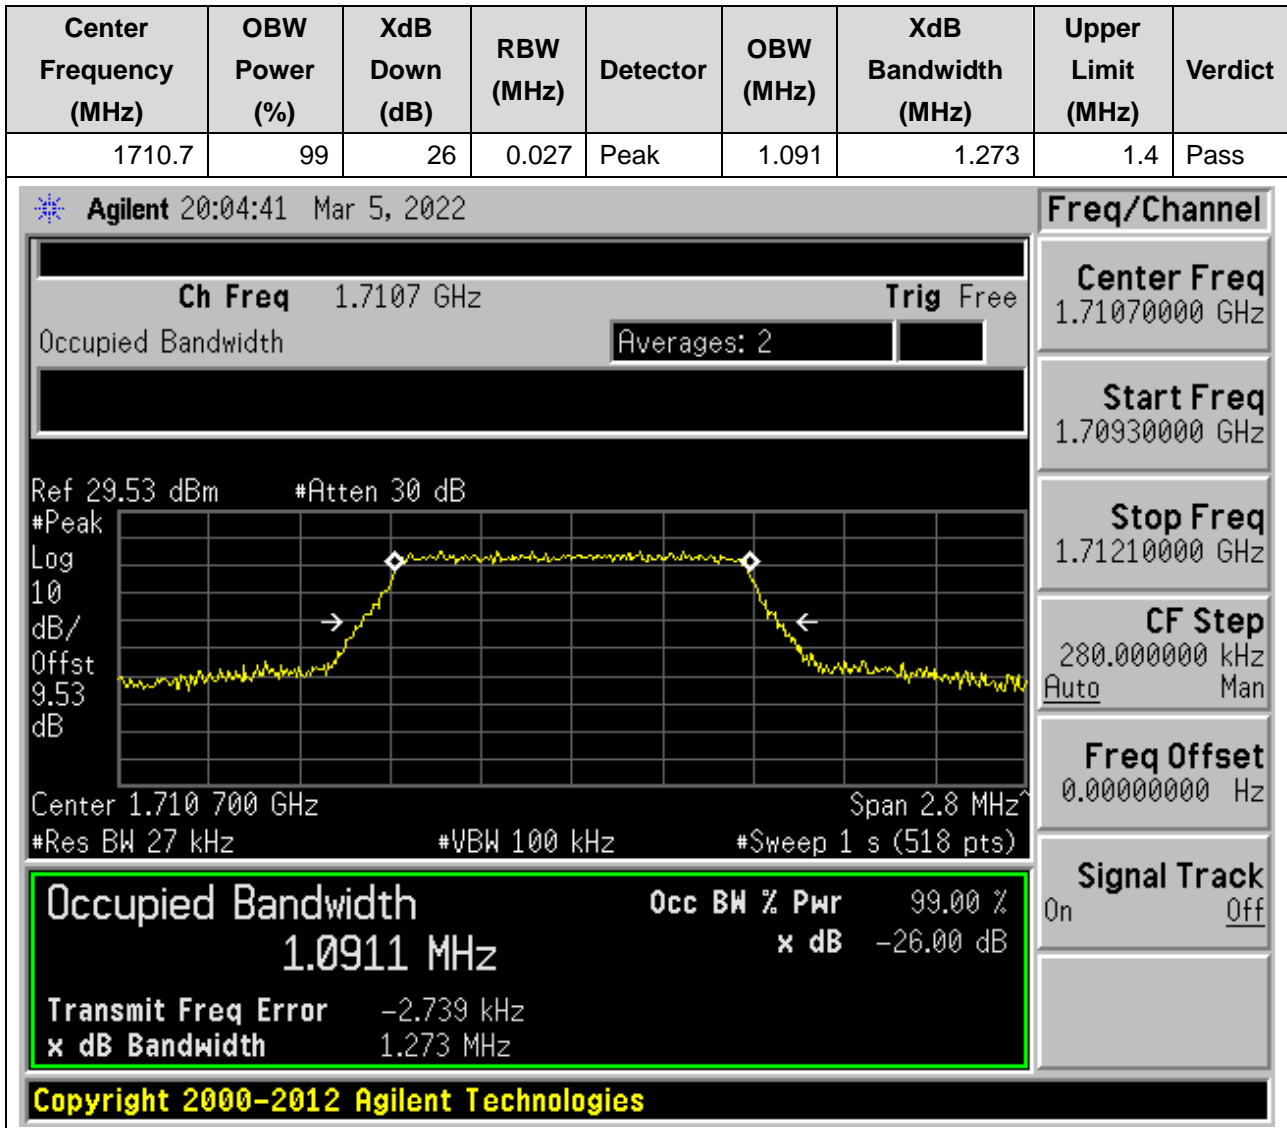 Center Frequency (MHz) OBW Power (%) XdB Down (dB) RBW (MHz) Detector OBW (MHz) XdB Bandwidth (MHz) Upper Limit (MHz) Verdict
1710.7 99 26 0.027 Peak 1.091 1.273 1.4 Pass
Agilent 20:04:41 Mar 5, 2022
Ch Freq 1.7107 GHz Trig Free
Occupied Bandwidth Averages: 2
Ref 29.53 dBm #Atten 30 dB
#Peak
Log
10
dB/
Offst
9.53
dB
Center 1.710 700 GHz Span 2.8 MHz^
#Res BW 27 kHz #VBW 100 kHz #Sweep 1 s (518 pts)
Occupied Bandwidth Occ BW % Pwr 99.00 %
1.0911 MHz x dB -26.00 dB
Transmit Freq Error -2.739 kHz
x dB Bandwidth 1.273 MHz
Copyright 2000-2012 Agilent Technologies
Freq/Channel
Center Freq
1.71070000 GHz
Start Freq
1.70930000 GHz
Stop Freq
1.71210000 GHz
CF Step
280.000000 kHz
Auto Man
Freq Offset
0.00000000 Hz
Signal Track
On Off